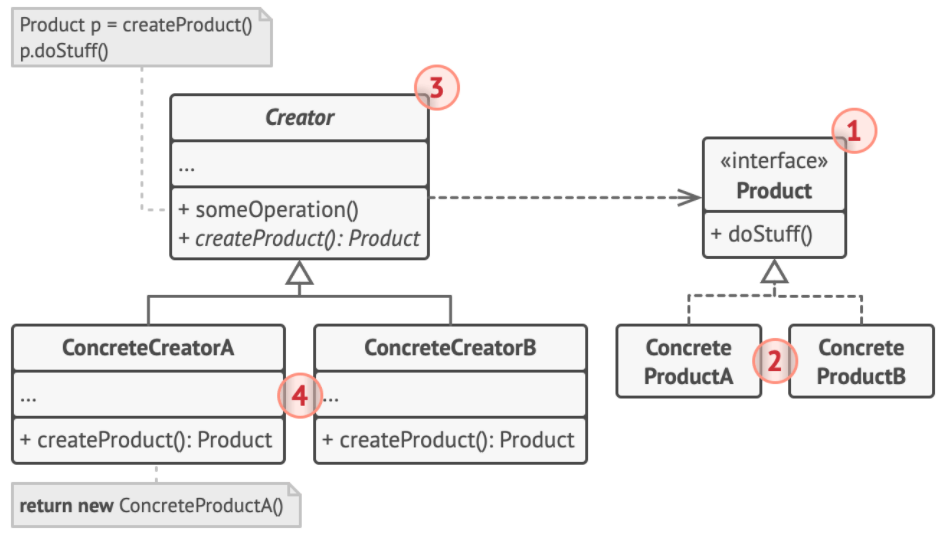 Product p = createProduct()
p.doStuff()
3
Creator
...
+ someOperation()
+ createProduct(): Product
1
«interface»
Product
+ doStuff()
ConcreteCreatorA
...
+ createProduct(): Product
ConcreteCreatorB
...
+ createProduct(): Product
4
Concrete
ProductA
2
Concrete
ProductB
return new ConcreteProductA()